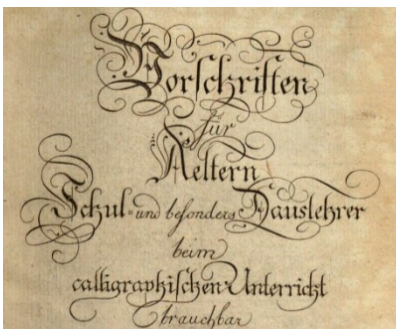 Vorschriften
für
Aeltern
Schul- und besonders Hauslehrer
beim
calligraphischen Unterricht
brauchbar